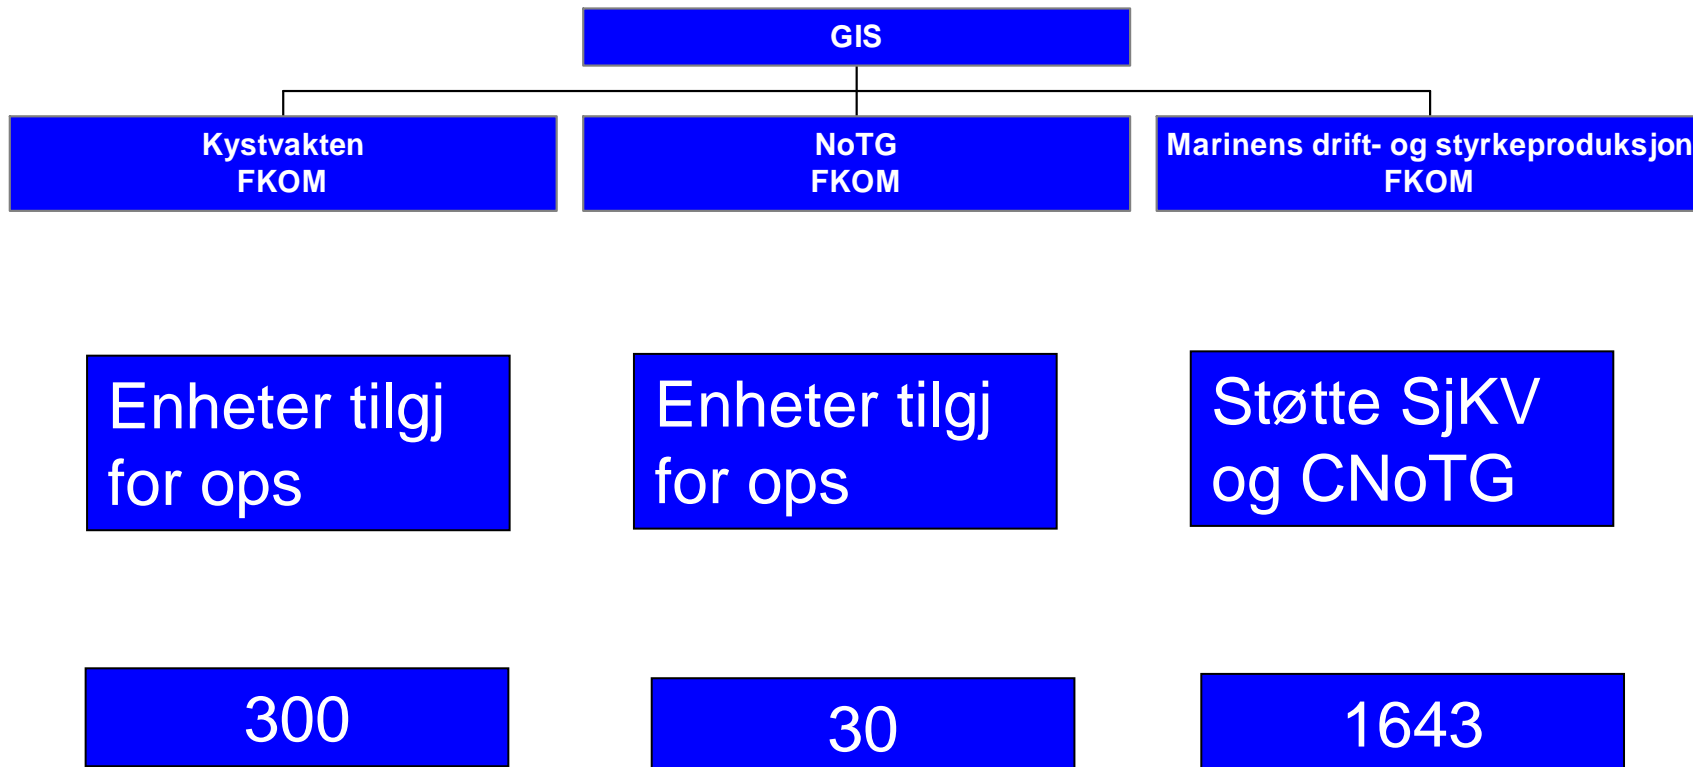 GIS
Kystvakten
FKOM
NoTG
FKOM
Marinens drift- og styrkeproduksjon
FKOM
Enheter tilgj
for ops
Enheter tilgj
for ops
Støtte SjKV
og CNoTG
300
30
1643